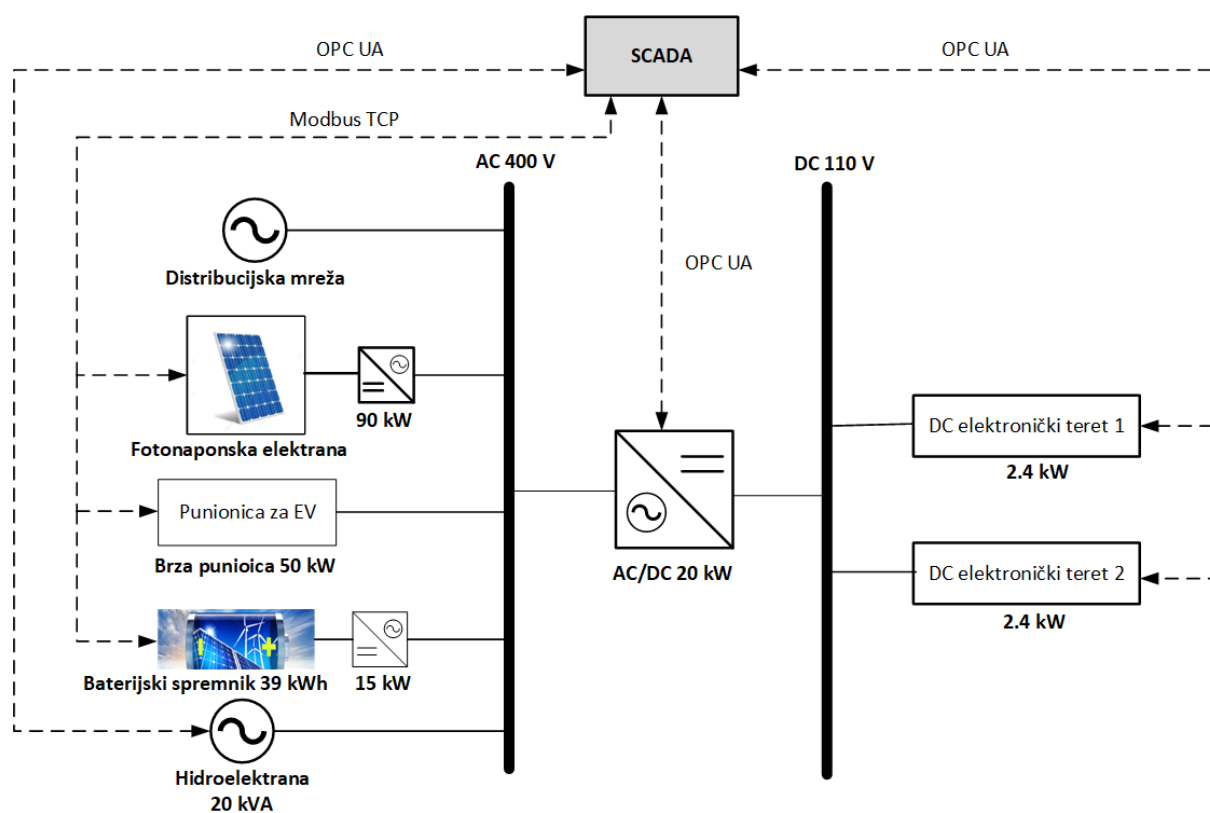 OPC UA
SCADA
OPC UA
Modbus TCP
AC 400 V
DC 110 V
OPC UA
Distribucijska mreža
90 kW
Fotonaponska elektrana
DC elektronički teret 1
2.4 kW
Punionica za EV
Brza punioica 50 kW
AC/DC 20 kW
DC elektronički teret 2
2.4 kW
Baterijski spremnik 39 kWh
15 kW
Hidroelektrana
20 kVA